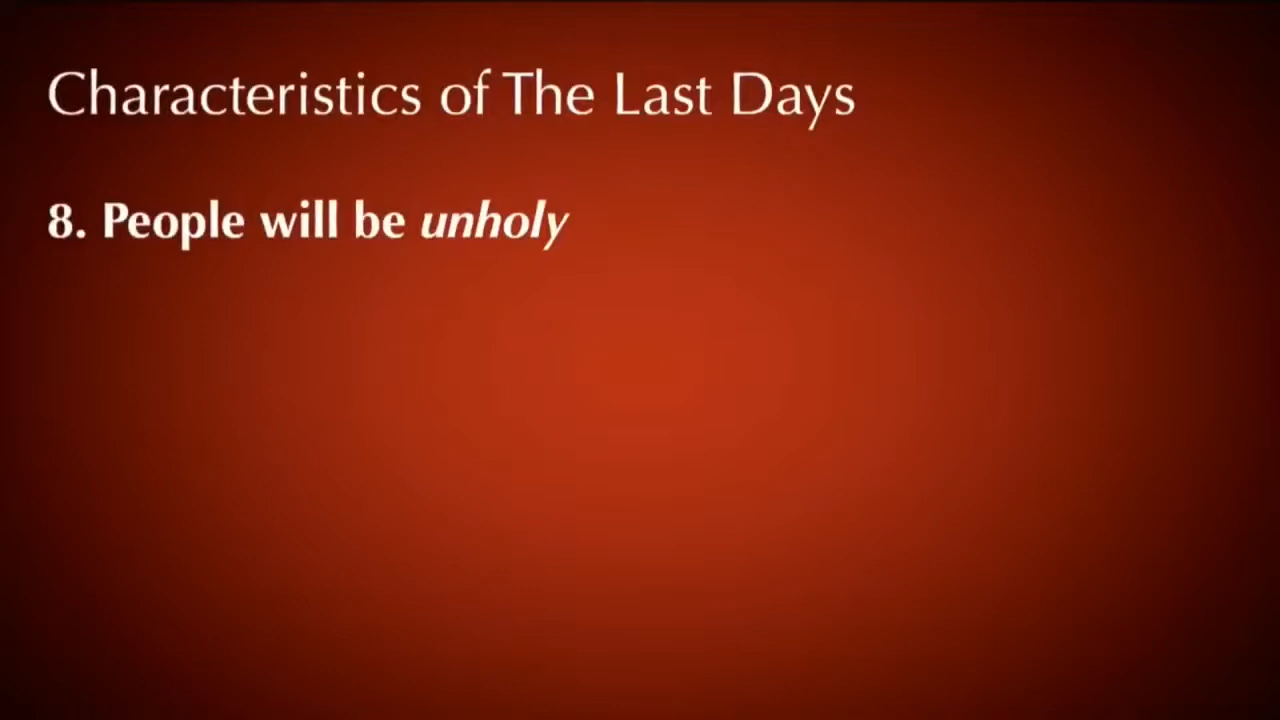 Characteristics of The Last Days
8. People will be unholy